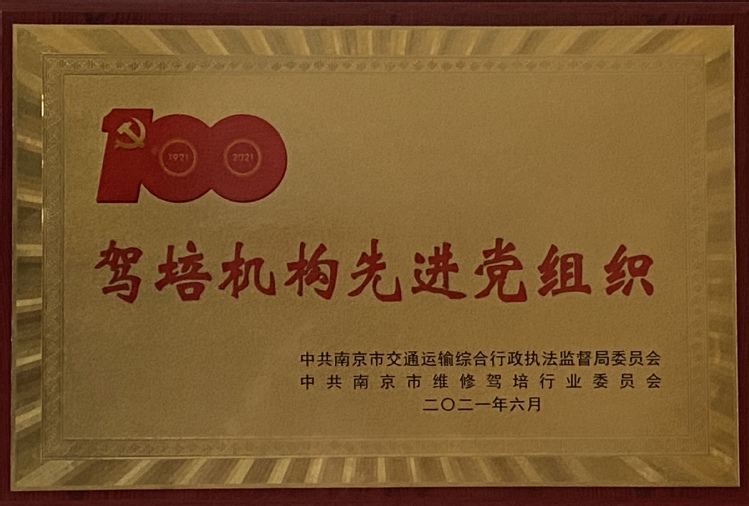 100
1921 2021
驾培机构先进党组织
中共南京市交通运输综合行政执法监督局委员会
中共南京市维修驾培行业委员会
二〇二一年六月